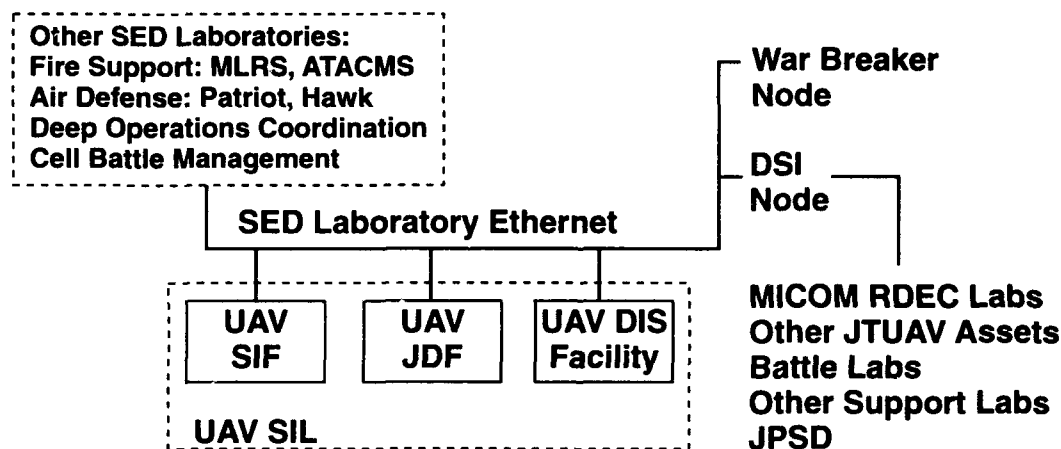 Other SED Laboratories:
Fire Support: MLRS, ATACMS
Air Defense: Patriot, Hawk
Deep Operations Coordination
Cell Battle Management
War Breaker
Node
DSI
Node
SED Laboratory Ethernet
UAV
SIF
UAV
JDF
UAV DIS
Facility
UAV SIL
MICOM RDEC Labs
Other JTUAV Assets
Battle Labs
Other Support Labs
JPSD